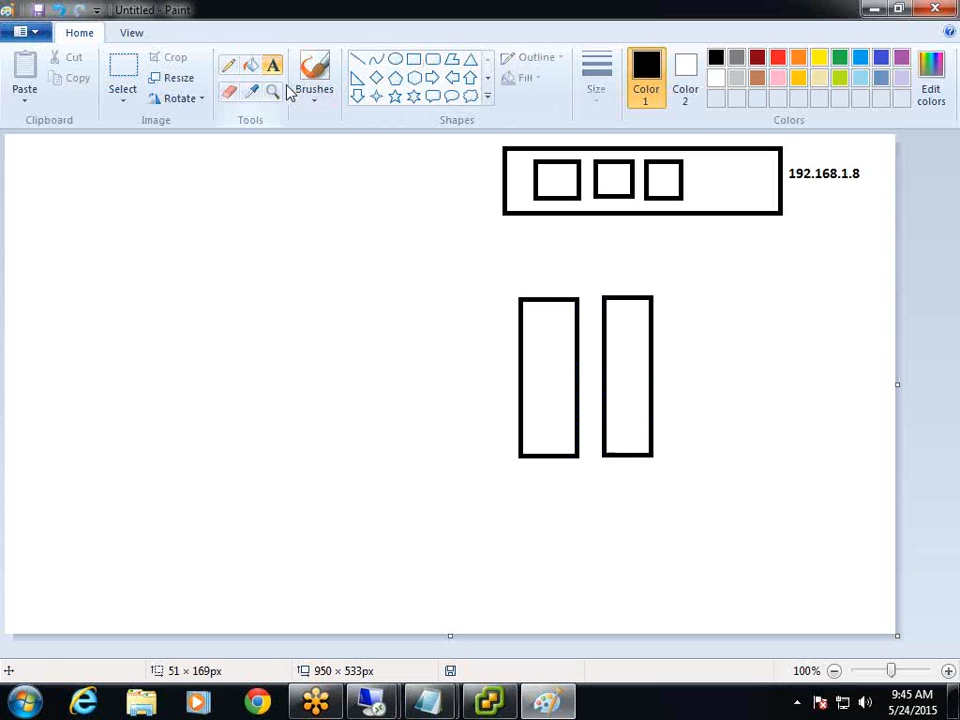 Untitled - Paint
Home
View
Paste
Cut
Copy
Clipboard
Select
Crop
Resize
Rotate
Image
A
Tools
Brushes
Shapes
Outline
Fill
Size
Color 1
Color 2
Edit colors
Colors
192.168.1.8
51 × 169px
950 × 533px
100%
9:45 AM
5/24/2015